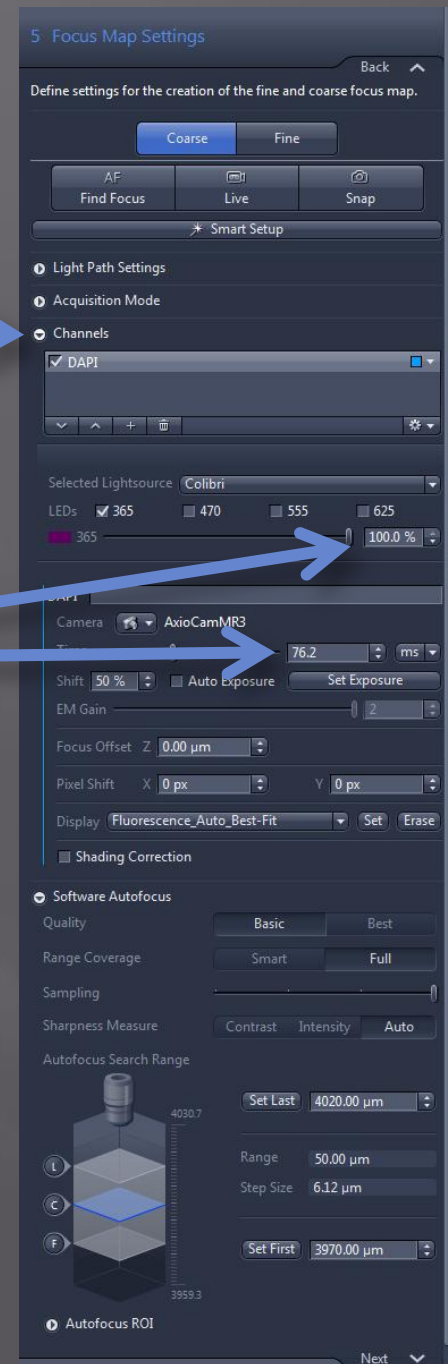 5 Focus Map Settings
Back
Define settings for the creation of the fine and coarse focus map.
Coarse Fine
AF
Find Focus Live Snap
Smart Setup
Light Path Settings
Acquisition Mode
Channels
DAPI
Selected Lightsource Colibri
LEDs 365 470 555 625
365 100.0 %
DAPI
Camera AxioCamMR3
Time 76.2 ms
Shift 50 % Auto Exposure Set Exposure
EM Gain 2
Focus Offset Z 0.00 µm
Pixel Shift X 0 px Y 0 px
Display Fluorescence_Auto_Best-Fit Set Erase
Shading Correction
Software Autofocus
Quality Basic Best
Range Coverage Smart Full
Sampling
Sharpness Measure Contrast Intensity Auto
Autofocus Search Range
Set Last 4020.00 µm
4030.7
L
Range 50.00 µm
Step Size 6.12 µm
C
F
Set First 3970.00 µm
3959.3
Autofocus ROI
Next